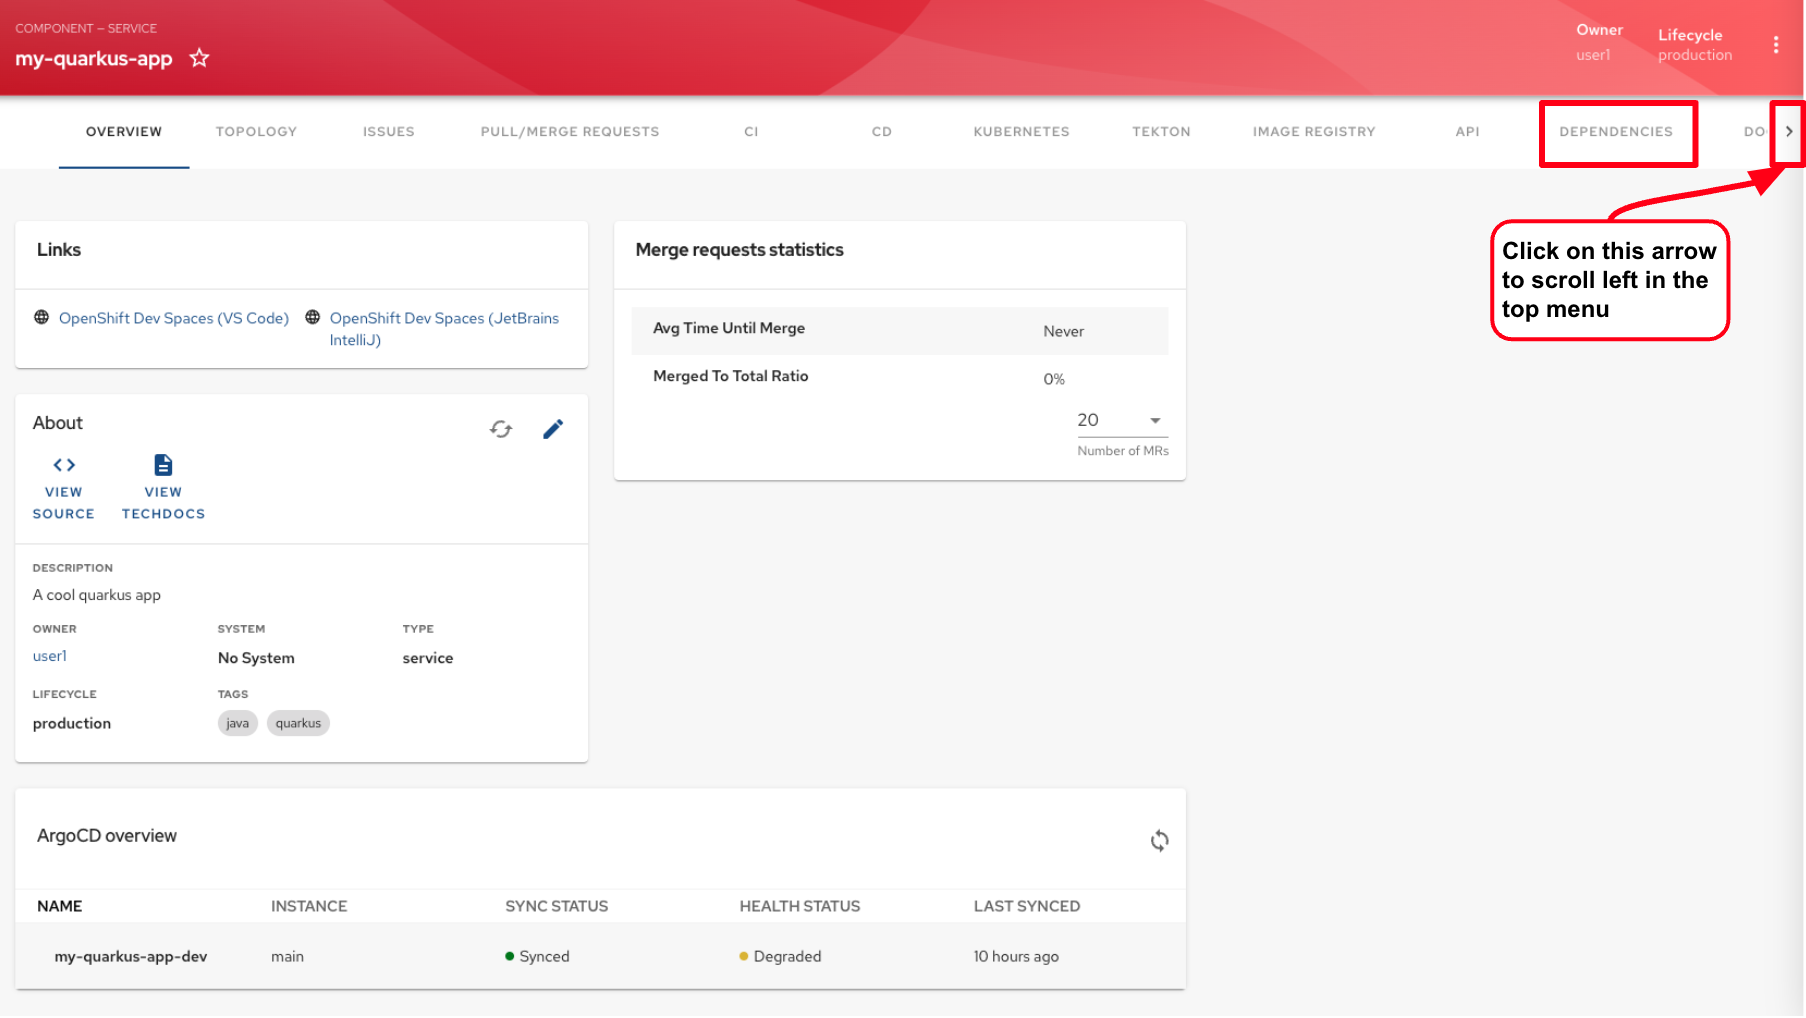 COMPONENT – SERVICE
my-quarkus-app
Owner
user1
Lifecycle
production
OVERVIEW
TOPOLOGY
ISSUES
PULL/MERGE REQUESTS
CI
CD
KUBERNETES
TEKTON
IMAGE REGISTRY
API
DEPENDENCIES
DO
Click on this arrow
to scroll left in the
top menu
Links
OpenShift Dev Spaces (VS Code)
OpenShift Dev Spaces (JetBrains
IntelliJ)
Merge requests statistics
Avg Time Until Merge
Never
Merged To Total Ratio
0%
20
Number of MRs
About
VIEW
SOURCE
VIEW
TECHDOCS
DESCRIPTION
A cool quarkus app
OWNER
user1
SYSTEM
No System
TYPE
service
LIFECYCLE
production
TAGS
java
quarkus
ArgoCD overview
NAME
INSTANCE
SYNC STATUS
HEALTH STATUS
LAST SYNCED
my-quarkus-app-dev
main
Synced
Degraded
10 hours ago